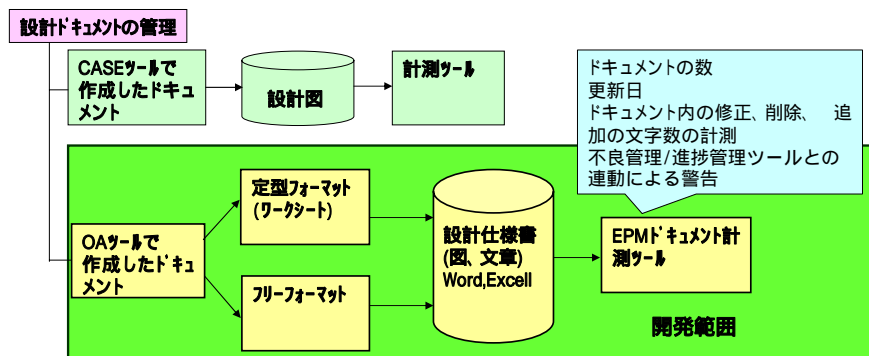 設計ドキュメントの管理
CASEツールで
作成したドキュ
メント
設計図
計測ツール
ドキュメントの数
更新日
ドキュメント内の修正、削除、　追
加の文字数の計測
不良管理/進捗管理ツールとの
連動による警告
OAツールで
作成したドキュ
メント
定型フォーマット
(ワークシート)
フリーフォーマット
設計仕様書
(図、文章)
Word,Excell
EPMドキュメント計
測ツール
開発範囲